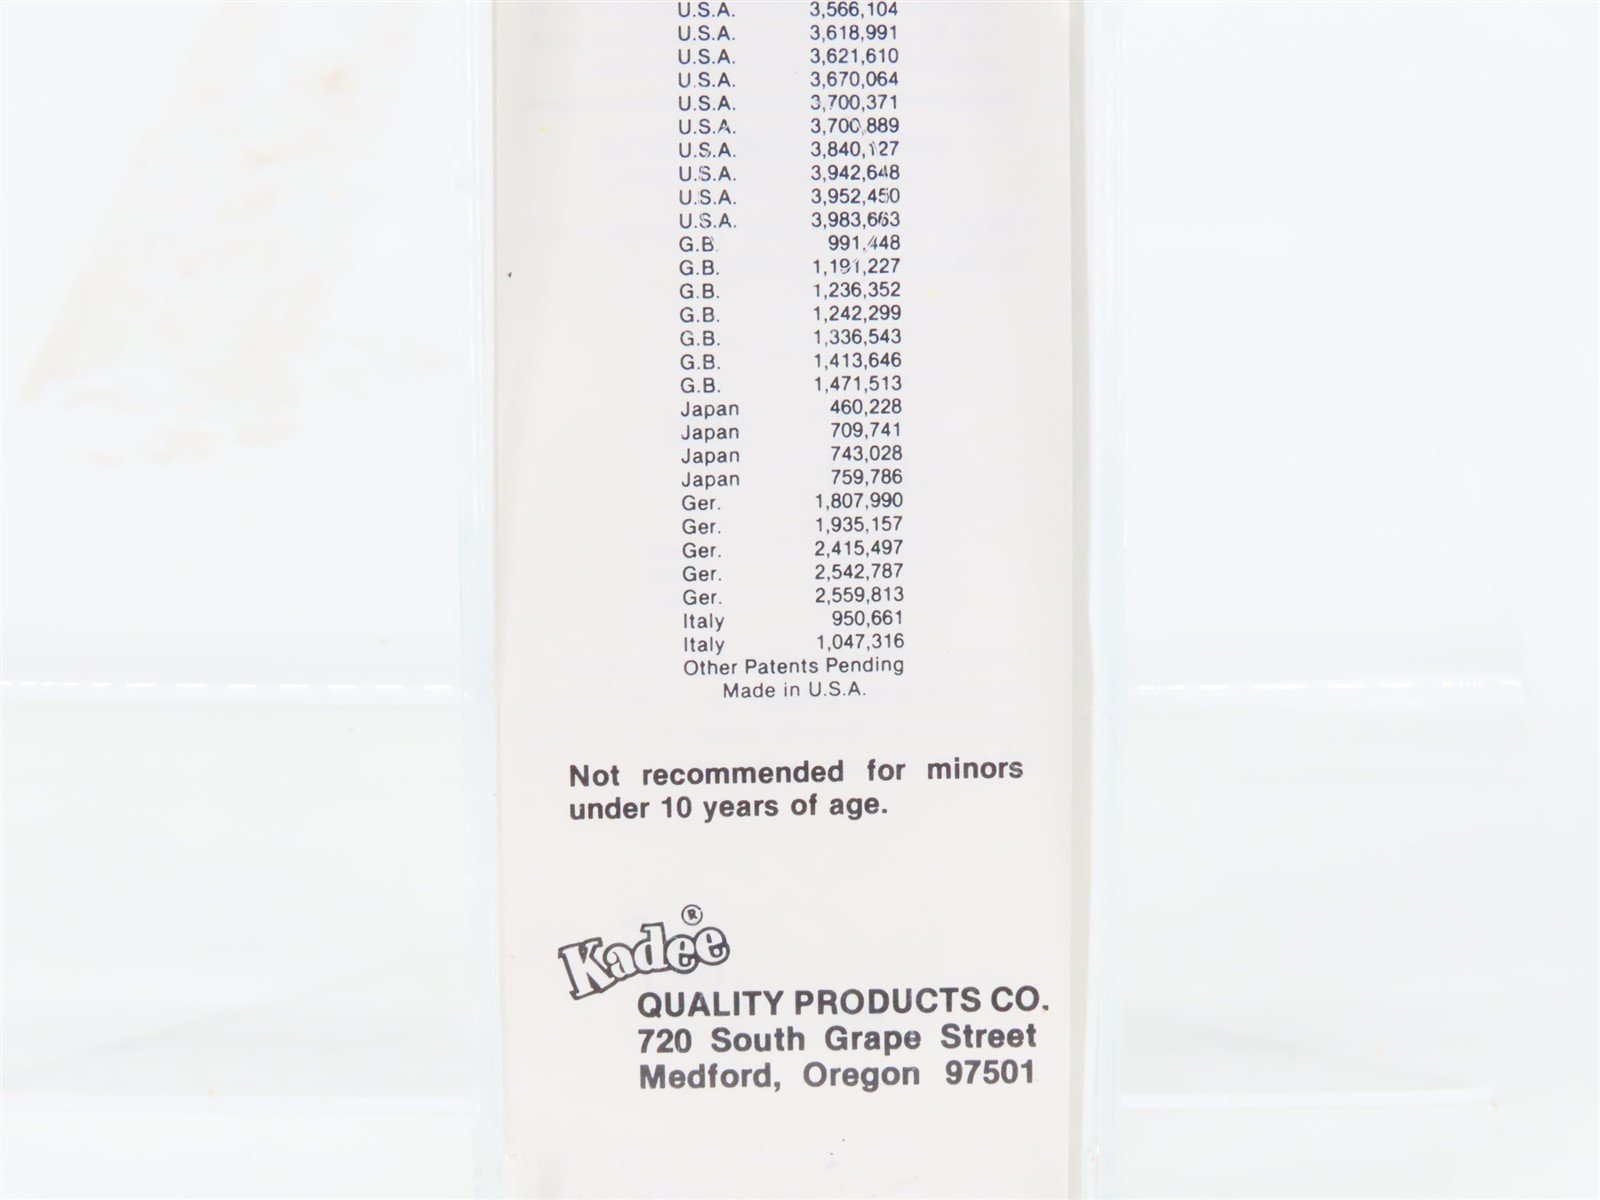 U.S.A. 3,566,104
U.S.A. 3,618,991
U.S.A. 3,621,610
U.S.A. 3,670,064
U.S.A. 3,700,371
U.S.A. 3,700,889
U.S.A. 3,840,127
U.S.A. 3,942,648
U.S.A. 3,952,450
U.S.A. 3,983,663
G.B. 991,448
G.B. 1,191,227
G.B. 1,236,352
G.B. 1,242,299
G.B. 1,336,543
G.B. 1,413,646
G.B. 1,471,513
Japan 460,228
Japan 709,741
Japan 743,028
Japan 759,786
Ger. 1,807,990
Ger. 1,935,157
Ger. 2,415,497
Ger. 2,542,787
Ger. 2,559,813
Italy 950,661
Italy 1,047,316
Other Patents Pending
Made in U.S.A.
Not recommended for minors
under 10 years of age.
Kadee®
QUALITY PRODUCTS CO.
720 South Grape Street
Medford, Oregon 97501